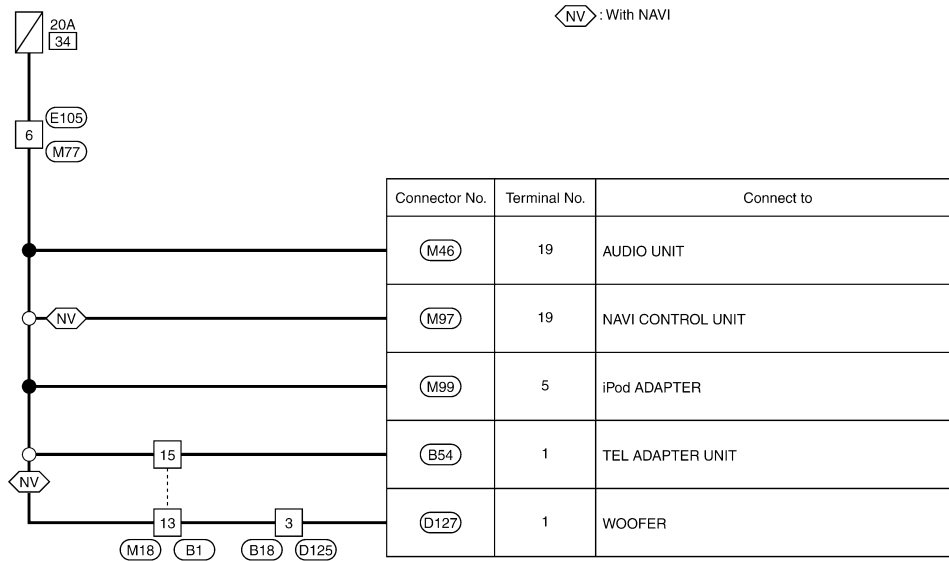 NV : With NAVI
20A
34
E105
6
M77
Connector No. Terminal No. Connect to
M46 19 AUDIO UNIT
NV M97 19 NAVI CONTROL UNIT
M99 5 iPod ADAPTER
15 B54 1 TEL ADAPTER UNIT
NV
13 3 D127 1 WOOFER
M18 B1 B18 D125